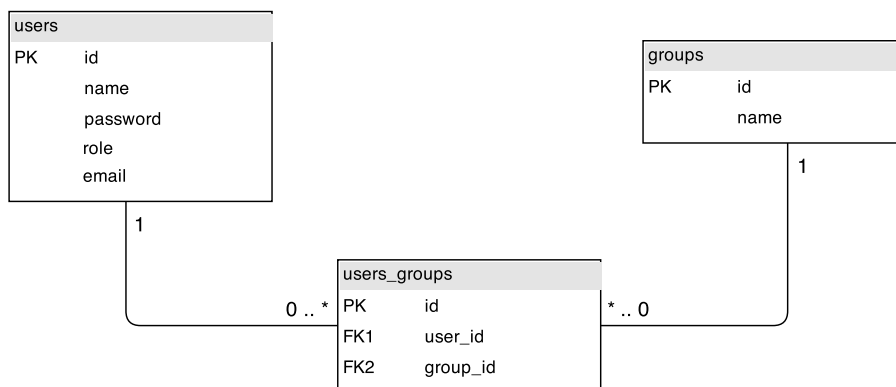 users
PK id
name
password
role
email
1
groups
PK id
name
1
users_groups
0 .. *
PK id
* .. 0
FK1 user_id
FK2 group_id